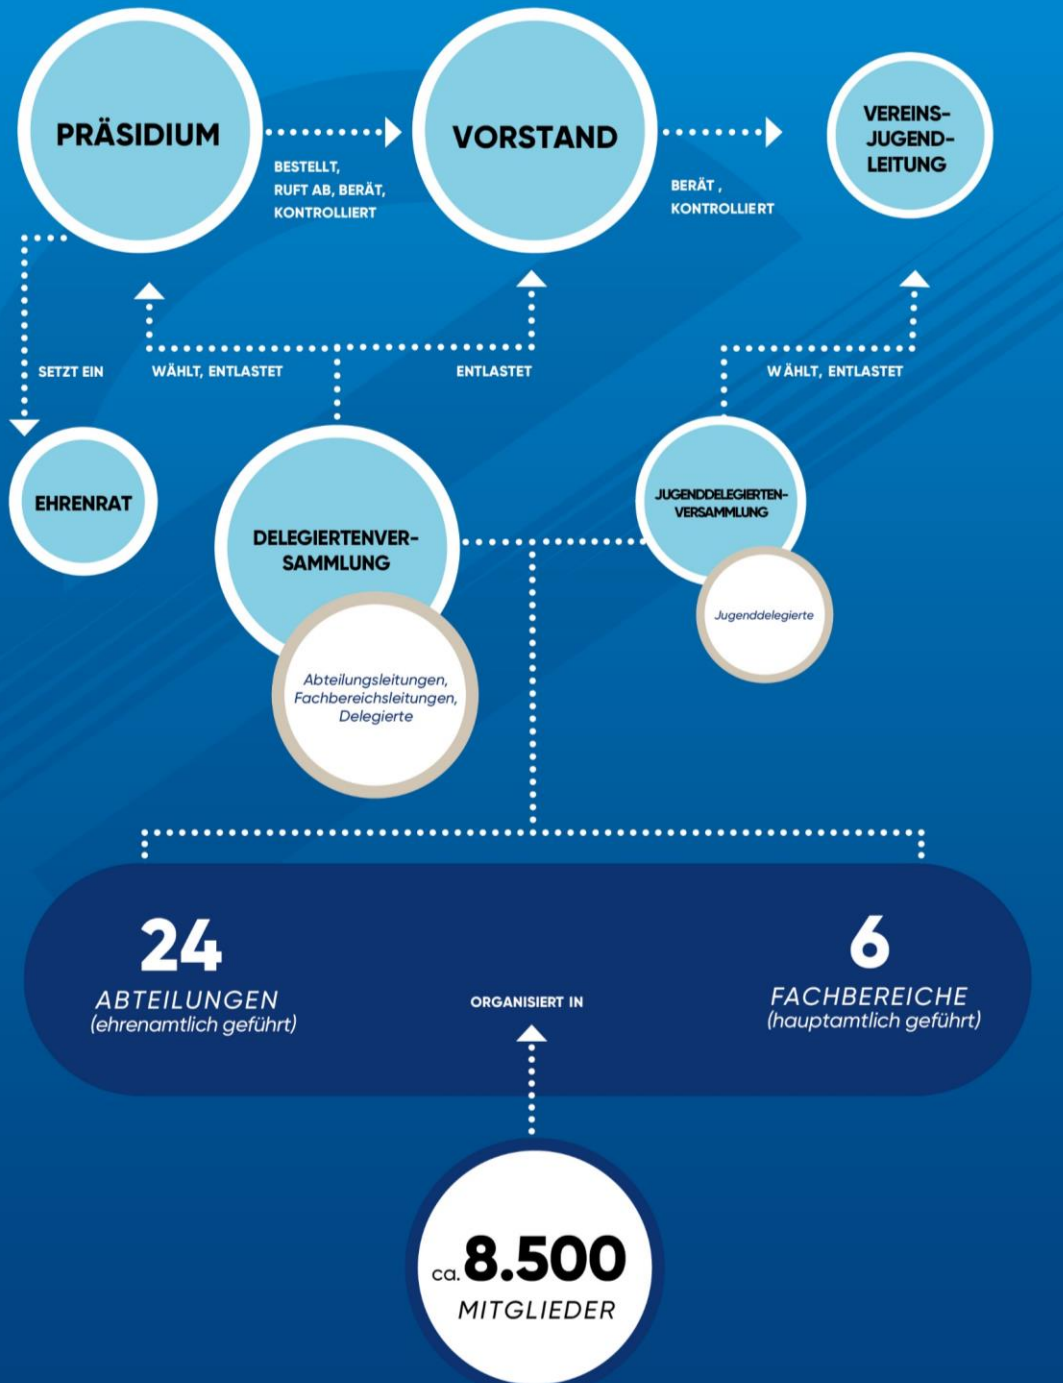 PRÄSIDIUM
BESTELLT,
RUFT AB, BERÄT,
KONTROLLIERT
VORSTAND
BERÄT ,
KONTROLLIERT
VEREINS-
JUGEND-
LEITUNG
SETZT EIN
WÄHLT, ENTLASTET
ENTLASTET
WÄHLT, ENTLASTET
EHRENRAT
DELEGIERTENVER-
SAMMLUNG
Abteilungsleitungen,
Fachbereichsleitungen,
Delegierte
JUGENDDELEGIERTEN-
VERSAMMLUNG
Jugenddelegierte
24
ABTEILUNGEN
(ehrenamtlich geführt)
ORGANISIERT IN
6
FACHBEREICHE
(hauptamtlich geführt)
ca. 8.500
MITGLIEDER